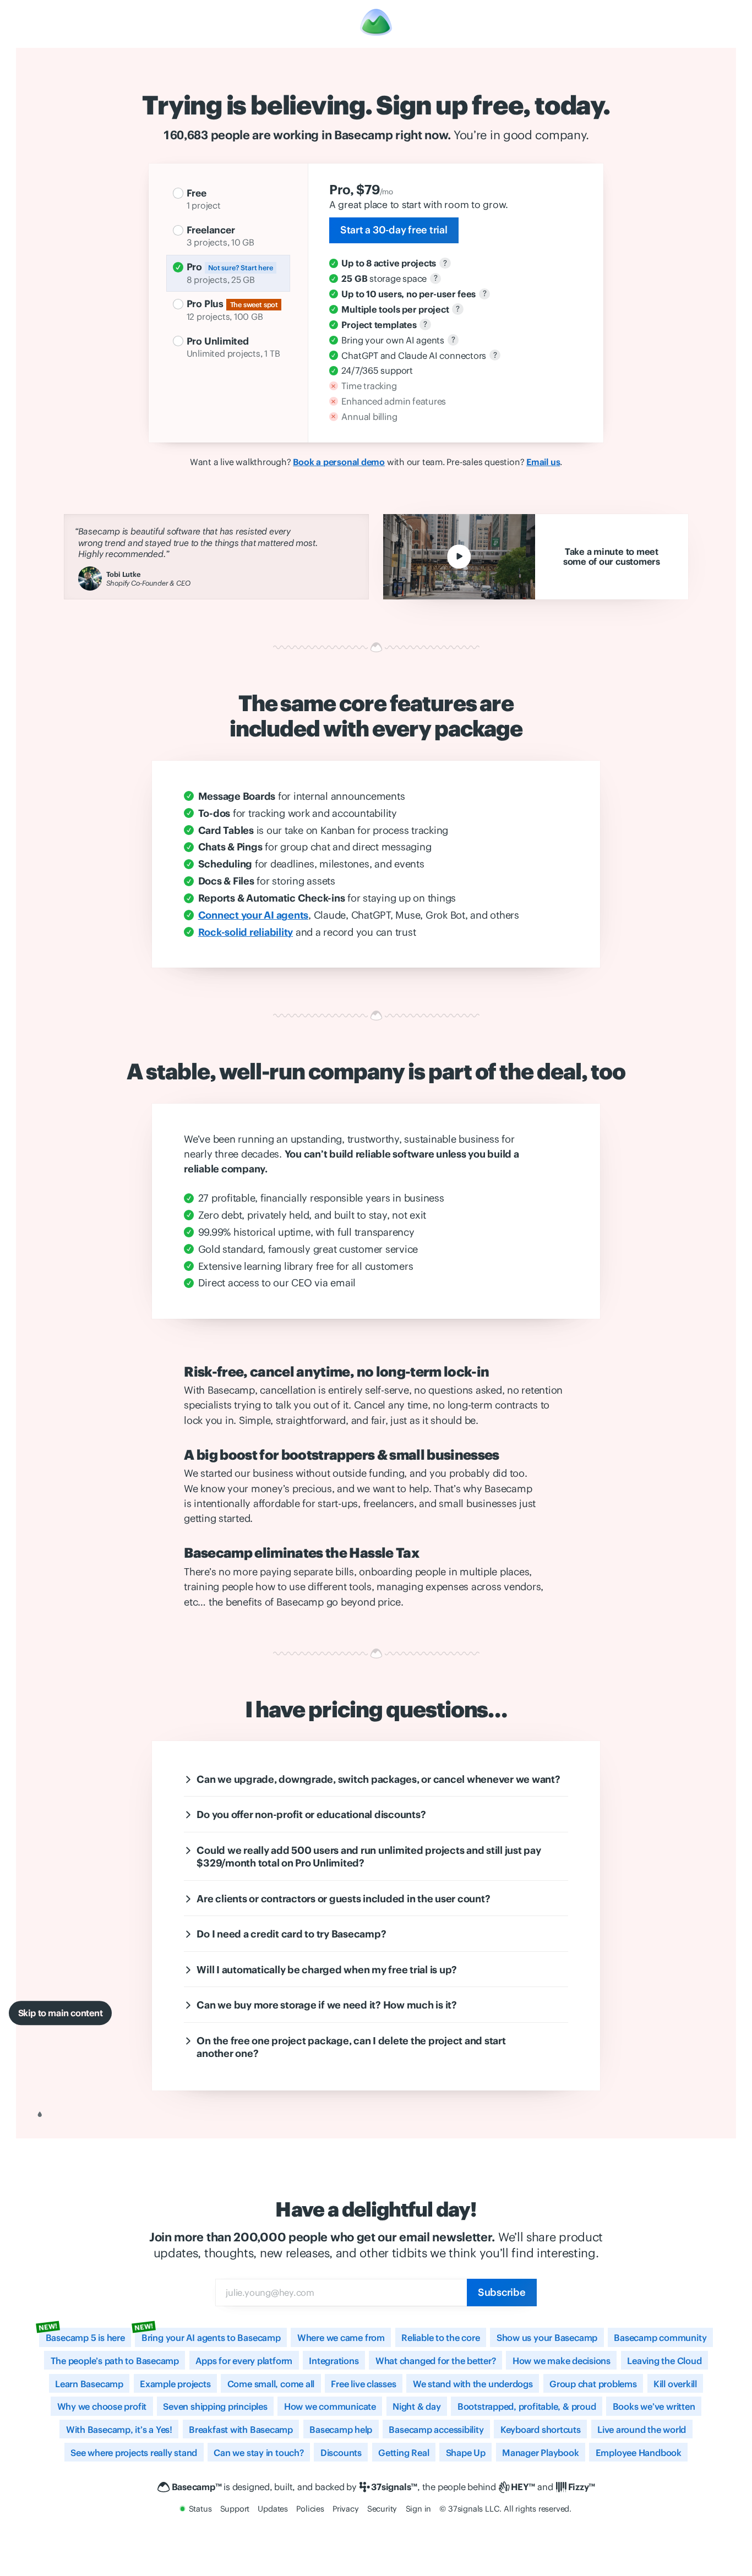 Trying is believing. Sign up free, today.
160,683 people are working in Basecamp right now. You're in good company.
Free
1 project
Freelancer
3 projects, 10 GB
Pro Not sure? Start here
8 projects, 25 GB
Pro Plus The sweet spot
12 projects, 100 GB
Pro Unlimited
Unlimited projects, 1 TB
Pro, $79/mo
A great place to start with room to grow.
Start a 30-day free trial
Up to 8 active projects ?
25 GB storage space ?
Up to 10 users, no per-user fees ?
Multiple tools per project ?
Project templates ?
Bring your own AI agents ?
ChatGPT and Claude AI connectors ?
24/7/365 support
Time tracking
Enhanced admin features
Annual billing
Want a live walkthrough? Book a personal demo with our team. Pre-sales question? Email us.
"Basecamp is beautiful software that has resisted every
wrong trend and stayed true to the things that mattered most.
Highly recommended."
Tobi Lutke
Shopify Co-Founder & CEO
Take a minute to meet
some of our customers
The same core features are
included with every package
Message Boards for internal announcements
To-dos for tracking work and accountability
Card Tables is our take on Kanban for process tracking
Chats & Pings for group chat and direct messaging
Scheduling for deadlines, milestones, and events
Docs & Files for storing assets
Reports & Automatic Check-ins for staying up on things
Connect your AI agents, Claude, ChatGPT, Muse, Grok Bot, and others
Rock-solid reliability and a record you can trust
A stable, well-run company is part of the deal, too
We've been running an upstanding, trustworthy, sustainable business for
nearly three decades. You can't build reliable software unless you build a
reliable company.
27 profitable, financially responsible years in business
Zero debt, privately held, and built to stay, not exit
99.99% historical uptime, with full transparency
Gold standard, famously great customer service
Extensive learning library free for all customers
Direct access to our CEO via email
Risk-free, cancel anytime, no long-term lock-in
With Basecamp, cancellation is entirely self-serve, no questions asked, no retention
specialists trying to talk you out of it. Cancel any time, no long-term contracts to
lock you in. Simple, straightforward, and fair, just as it should be.
A big boost for bootstrappers & small businesses
We started our business without outside funding, and you probably did too.
We know your money's precious, and we want to help. That's why Basecamp
is intentionally affordable for start-ups, freelancers, and small businesses just
getting started.
Basecamp eliminates the Hassle Tax
There's no more paying separate bills, onboarding people in multiple places,
training people how to use different tools, managing expenses across vendors,
etc... the benefits of Basecamp go beyond price.
I have pricing questions…
Can we upgrade, downgrade, switch packages, or cancel whenever we want?
Do you offer non-profit or educational discounts?
Could we really add 500 users and run unlimited projects and still just pay
$329/month total on Pro Unlimited?
Are clients or contractors or guests included in the user count?
Do I need a credit card to try Basecamp?
Will I automatically be charged when my free trial is up?
Can we buy more storage if we need it? How much is it?
Skip to main content
On the free one project package, can I delete the project and start
another one?
Have a delightful day!
Join more than 200,000 people who get our email newsletter. We'll share product
updates, thoughts, new releases, and other tidbits we think you'll find interesting.
julie.young@hey.com
Subscribe
NEW! NEW!
Basecamp 5 is here Bring your AI agents to Basecamp Where we came from Reliable to the core Show us your Basecamp Basecamp community
The people's path to Basecamp Apps for every platform Integrations What changed for the better? How we make decisions Leaving the Cloud
Learn Basecamp Example projects Come small, come all Free live classes We stand with the underdogs Group chat problems Kill overkill
Why we choose profit Seven shipping principles How we communicate Night & day Bootstrapped, profitable, & proud Books we've written
With Basecamp, it's a Yes! Breakfast with Basecamp Basecamp help Basecamp accessibility Keyboard shortcuts Live around the world
See where projects really stand Can we stay in touch? Discounts Getting Real Shape Up Manager Playbook Employee Handbook
Basecamp™ is designed, built, and backed by 37signals™, the people behind HEY™ and Fizzy™
Status Support Updates Policies Privacy Security Sign in © 37signals LLC. All rights reserved.